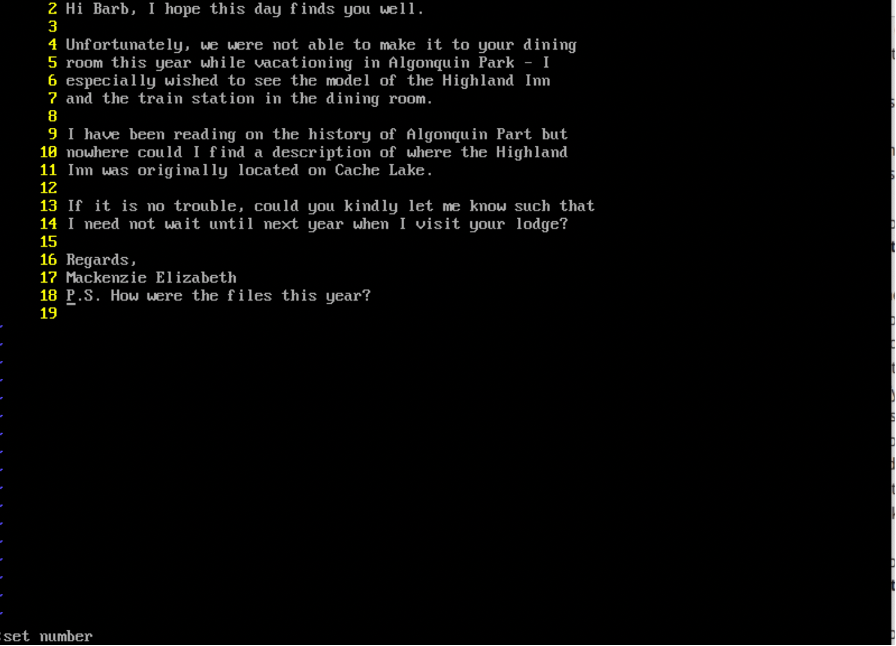 2 Hi Barb, I hope this day finds you well.
3
4 Unfortunately, we were not able to make it to your dining
5 room this year while vacationing in Algonquin Park - I
6 especially wished to see the model of the Highland Inn
7 and the train station in the dining room.
8
9 I have been reading on the history of Algonquin Part but
10 nowhere could I find a description of where the Highland
11 Inn was originally located on Cache Lake.
12
13 If it is no trouble, could you kindly let me know such that
14 I need not wait until next year when I visit your lodge?
15
16 Regards,
17 Mackenzie Elizabeth
18 P.S. How were the files this year?
19
:set number